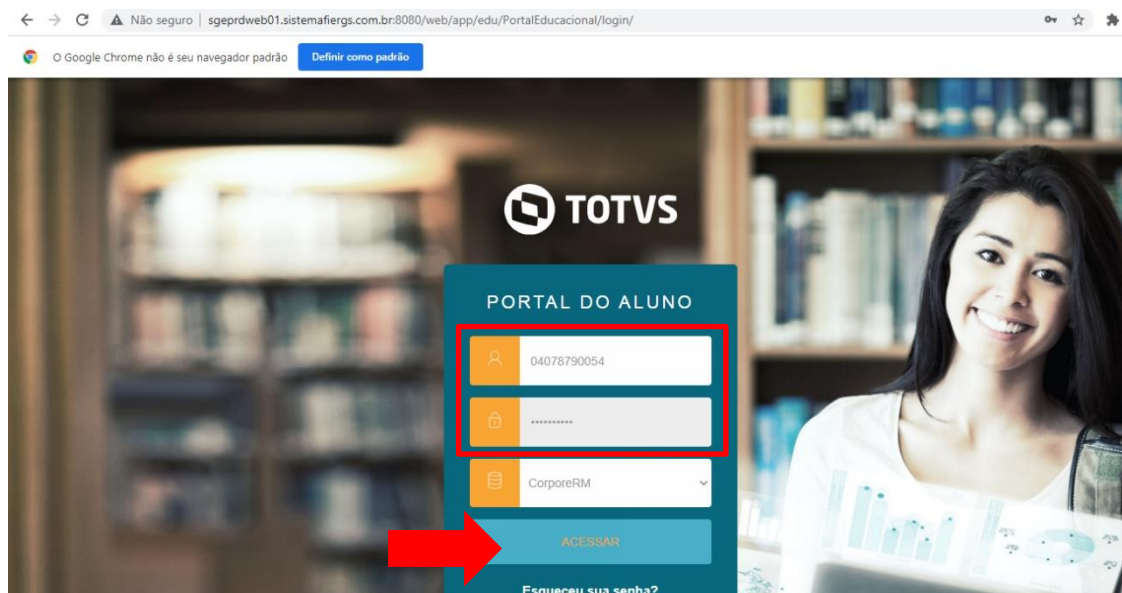 Não seguro | sgeprdweb01.sistemafiergs.com.br:8080/web/app/edu/PortalEducacional/login/
O Google Chrome não é seu navegador padrão Definir como padrão
TOTVS
PORTAL DO ALUNO
04078790054
••••••••••
CorporeRM
ACESSAR
Esqueceu sua senha?